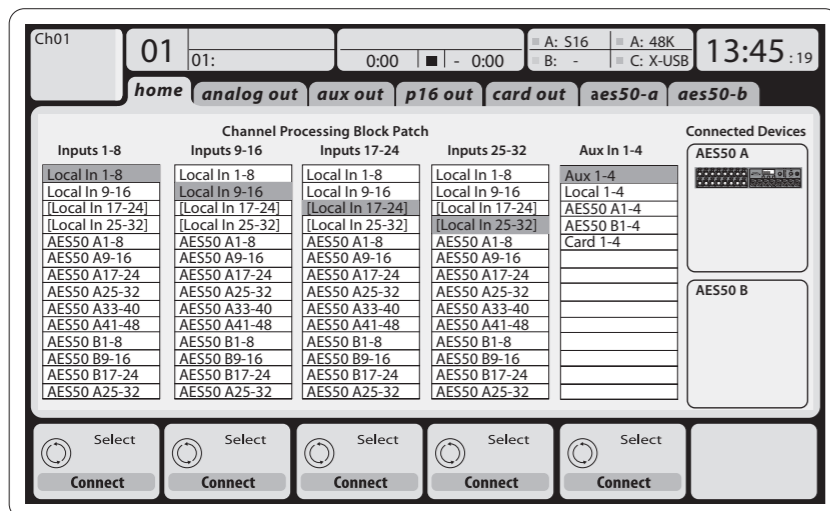 Ch01
01
01:
0:00
- 0:00
A: S16
A: 48K
B: -
C: X-USB
13:45 :19
home
analog out
aux out
p16 out
card out
aes50-a
aes50-b
Channel Processing Block Patch
Connected Devices
Inputs 1-8
Inputs 9-16
Inputs 17-24
Inputs 25-32
Aux In 1-4
Local In 1-8
Local In 9-16
[Local In 17-24]
[Local In 25-32]
AES50 A1-8
AES50 A9-16
AES50 A17-24
AES50 A25-32
AES50 A33-40
AES50 A41-48
AES50 B1-8
AES50 B9-16
AES50 B17-24
AES50 A25-32
Local In 1-8
Local In 9-16
[Local In 17-24]
[Local In 25-32]
AES50 A1-8
AES50 A9-16
AES50 A17-24
AES50 A25-32
AES50 A33-40
AES50 A41-48
AES50 B1-8
AES50 B9-16
AES50 B17-24
AES50 A25-32
Local In 1-8
Local In 9-16
[Local In 17-24]
[Local In 25-32]
AES50 A1-8
AES50 A9-16
AES50 A17-24
AES50 A25-32
AES50 A33-40
AES50 A41-48
AES50 B1-8
AES50 B9-16
AES50 B17-24
AES50 A25-32
Local In 1-8
Local In 9-16
[Local In 17-24]
[Local In 25-32]
AES50 A1-8
AES50 A9-16
AES50 A17-24
AES50 A25-32
AES50 A33-40
AES50 A41-48
AES50 B1-8
AES50 B9-16
AES50 B17-24
AES50 A25-32
Aux 1-4
Local 1-4
AES50 A1-4
AES50 B1-4
Card 1-4
AES50 A
AES50 B
Select
Connect
Select
Connect
Select
Connect
Select
Connect
Select
Connect